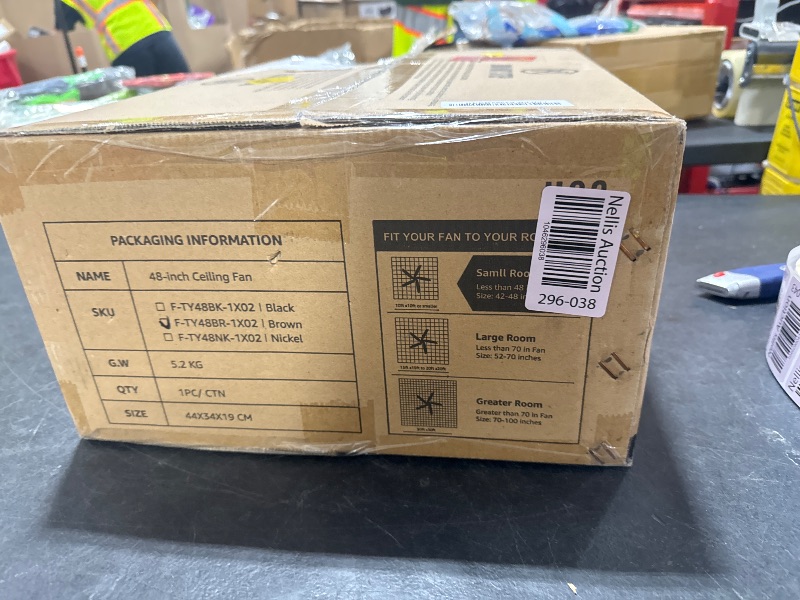 PACKAGING INFORMATION
NAME 48-inch Ceiling Fan
SKU
F-TY48BK-1X02 | Black
F-TY48BR-1X02 | Brown
F-TY48NK-1X02 | Nickel
G.W 5.2 KG
QTY 1PC/ CTN
SIZE 44X34X19 CM
FIT YOUR FAN TO YOUR
Samll
Less than 48
Size: 42-48
Large Room
Less than 70 in Fan
Size: 52-70 inches
Greater Room
Greater than 70 in Fan
Size: 70-100 inches
Nellis Auction
296-038
Nellis